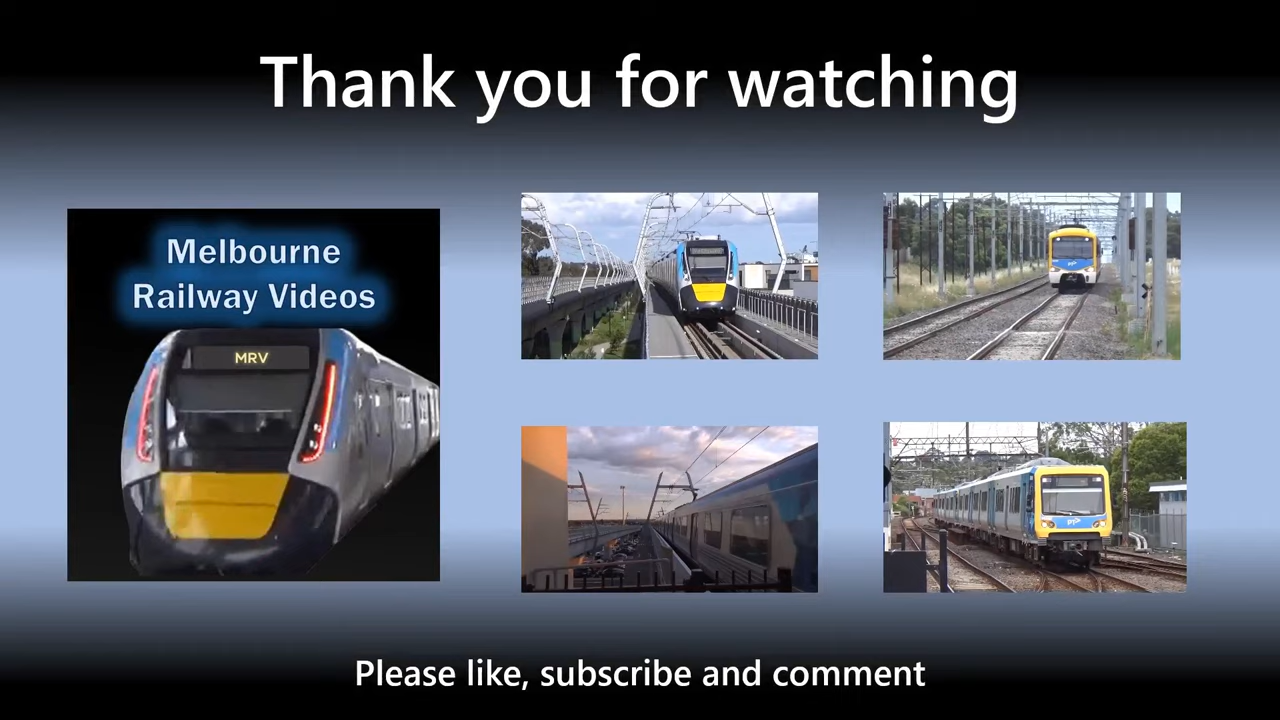 Thank you for watching
Melbourne
Railway Videos
MRV
Please like, subscribe and comment